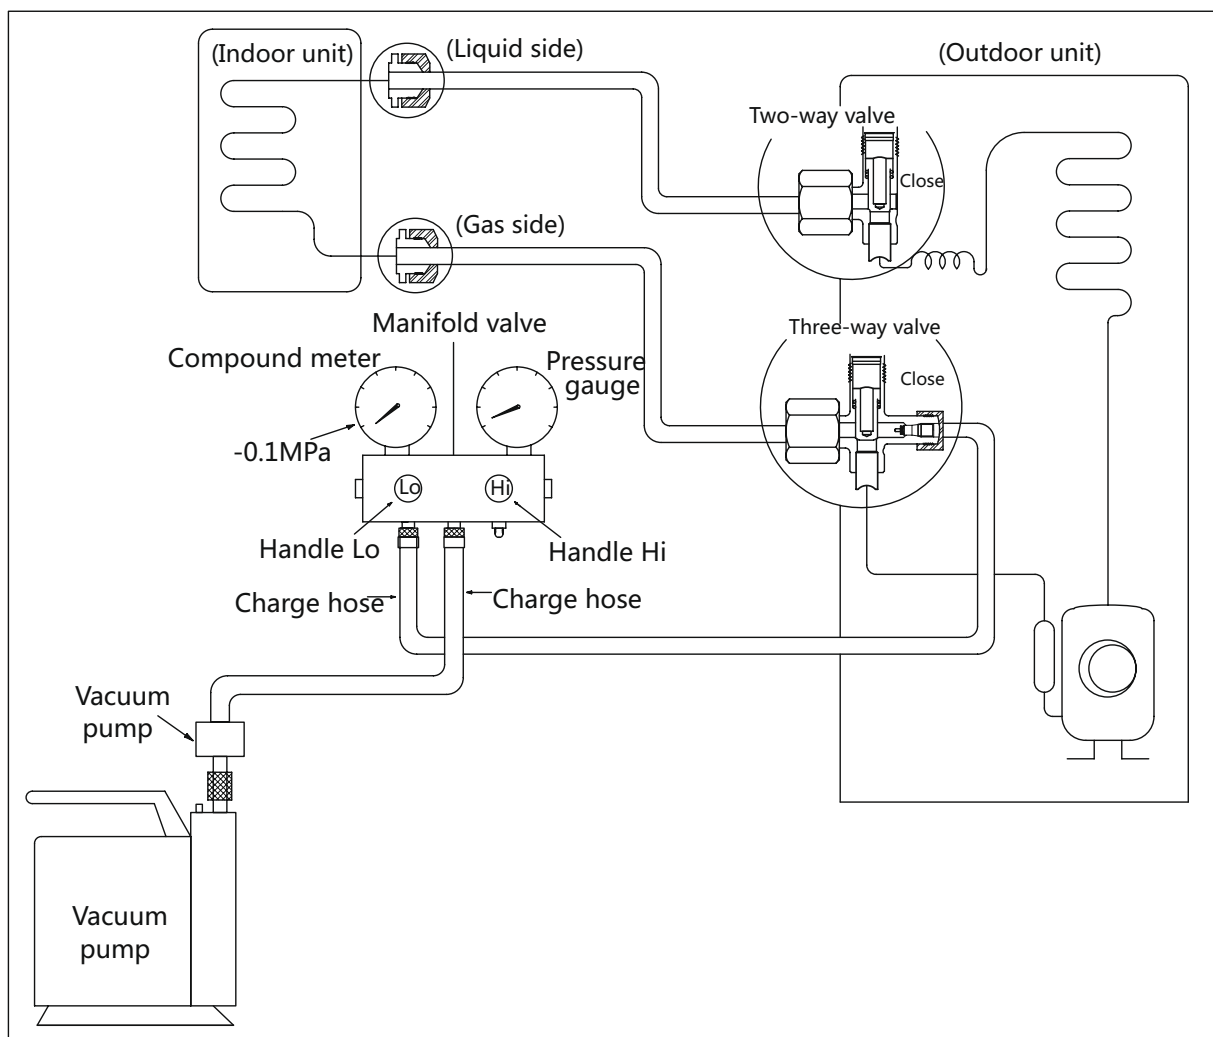 (Indoor unit)
(Liquid side)
(Outdoor unit)
Two-way valve
Close
(Gas side)
Manifold valve
Three-way valve
Compound meter
Pressure
gauge
Close
-0.1MPa
Lo
Hi
Handle Lo
Handle Hi
Charge hose
Charge hose
Vacuum
pump
Vacuum
pump